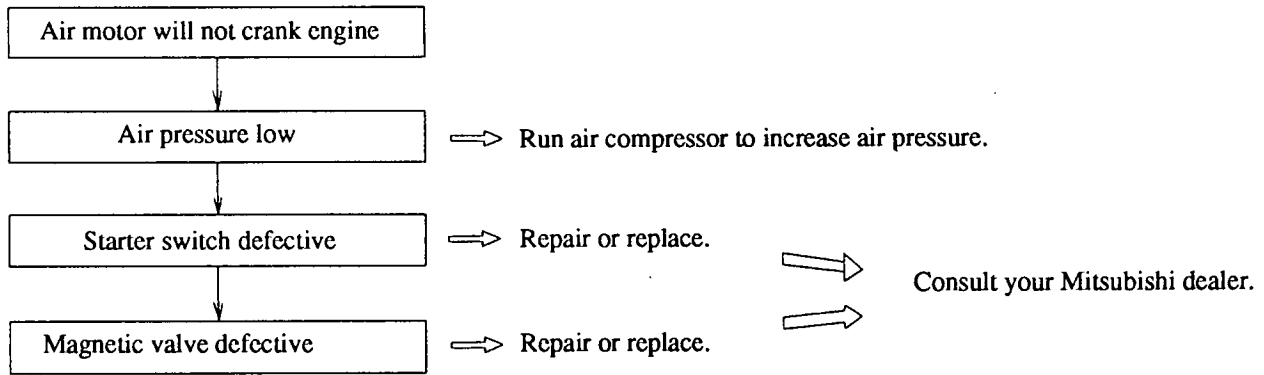 Air motor will not crank engine
Air pressure low
Run air compressor to increase air pressure.
Starter switch defective
Repair or replace.
Consult your Mitsubishi dealer.
Magnetic valve defective
Repair or replace.